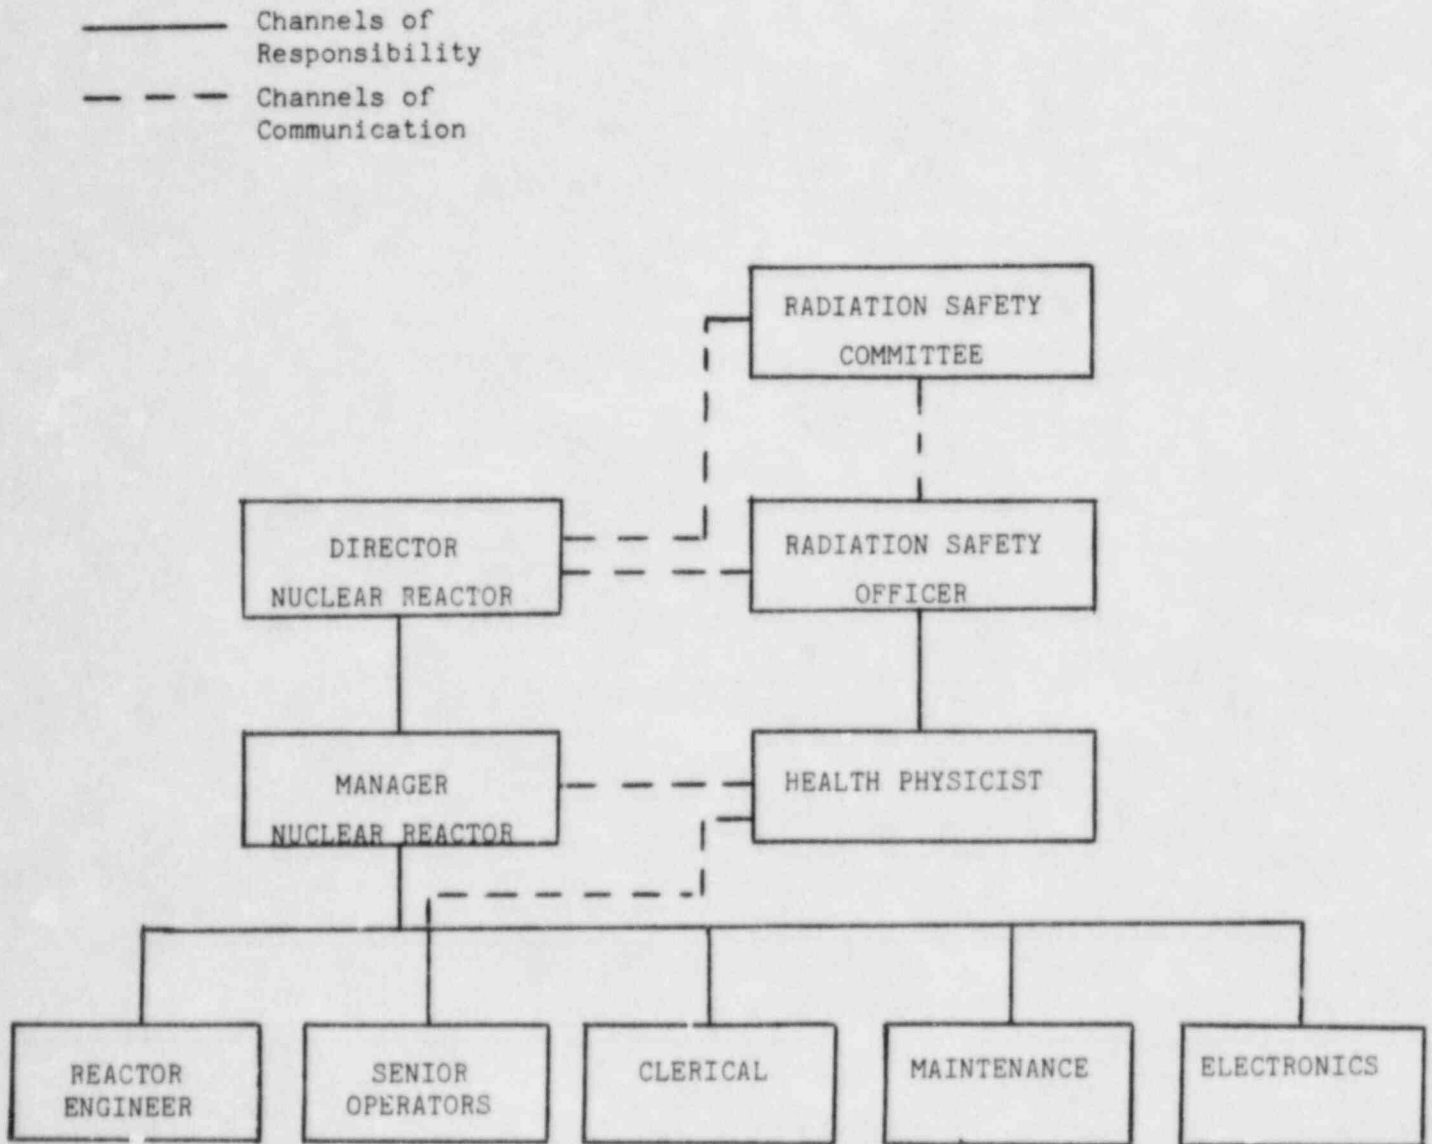 Channels of
Responsibility
Channels of
Communication
RADIATION SAFETY
COMMITTEE
DIRECTOR
NUCLEAR REACTOR
RADIATION SAFETY
OFFICER
MANAGER
NUCLEAR REACTOR
HEALTH PHYSICIST
REACTOR
ENGINEER
SENIOR
OPERATORS
CLERICAL
MAINTENANCE
ELECTRONICS